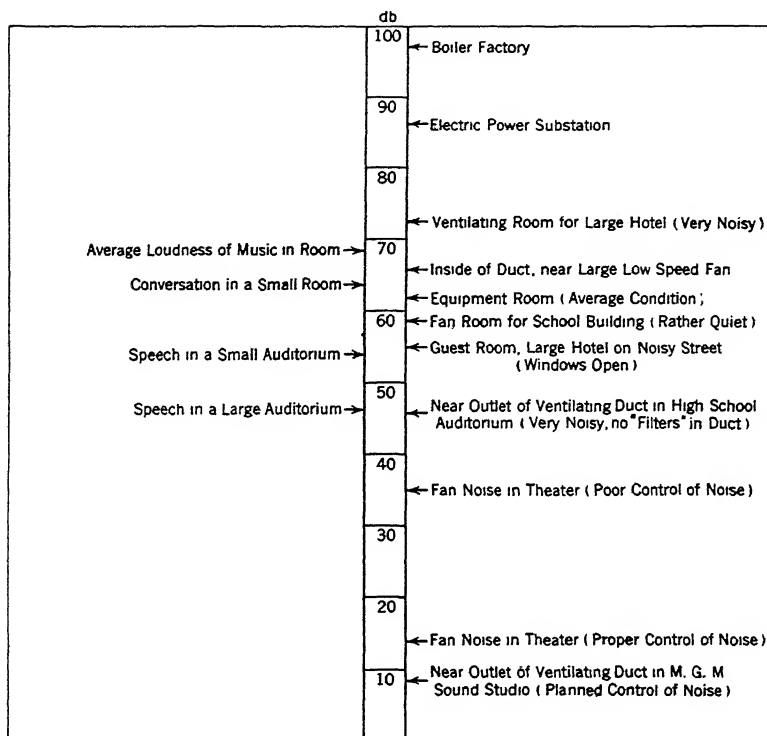 db
100
Boiler Factory
90
Electric Power Substation
80
Ventilating Room for Large Hotel (Very Noisy)
70
Average Loudness of Music in Room
Inside of Duct, near Large Low Speed Fan
Conversation in a Small Room
Equipment Room (Average Condition)
60
Fan Room for School Building (Rather Quiet)
Speech in a Small Auditorium
Guest Room, Large Hotel on Noisy Street
(Windows Open)
50
Speech in a Large Auditorium
Near Outlet of Ventilating Duct in High School
Auditorium (Very Noisy, no "Filters" in Duct)
40
Fan Noise in Theater (Poor Control of Noise)
30
20
Fan Noise in Theater (Proper Control of Noise)
10
Near Outlet of Ventilating Duct in M. G. M
Sound Studio (Planned Control of Noise)